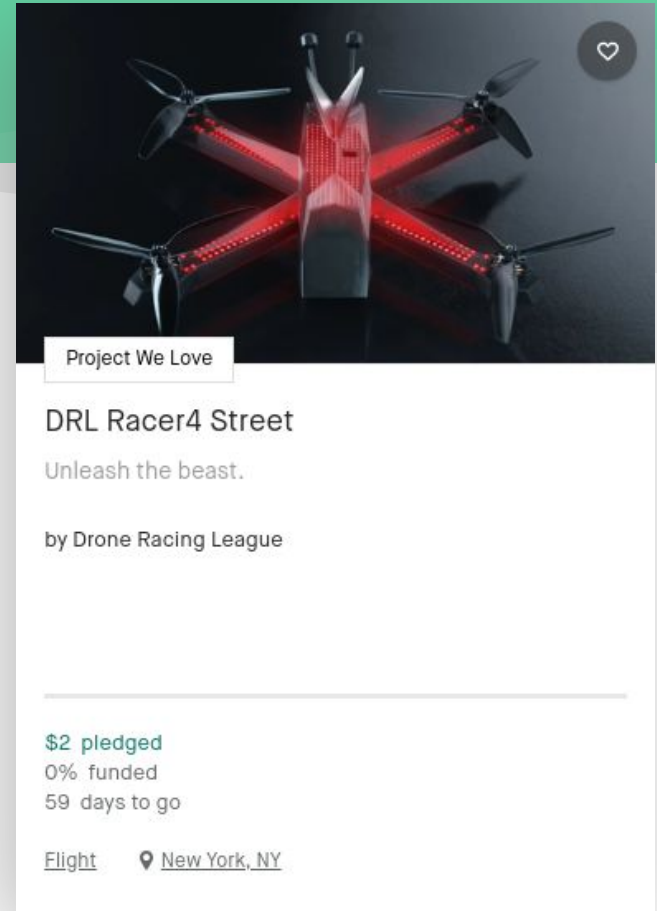 Project We Love
DRL Racer4 Street
Unleash the beast.
by Drone Racing League
$2 pledged
0% funded
59 days to go
Flight New York, NY